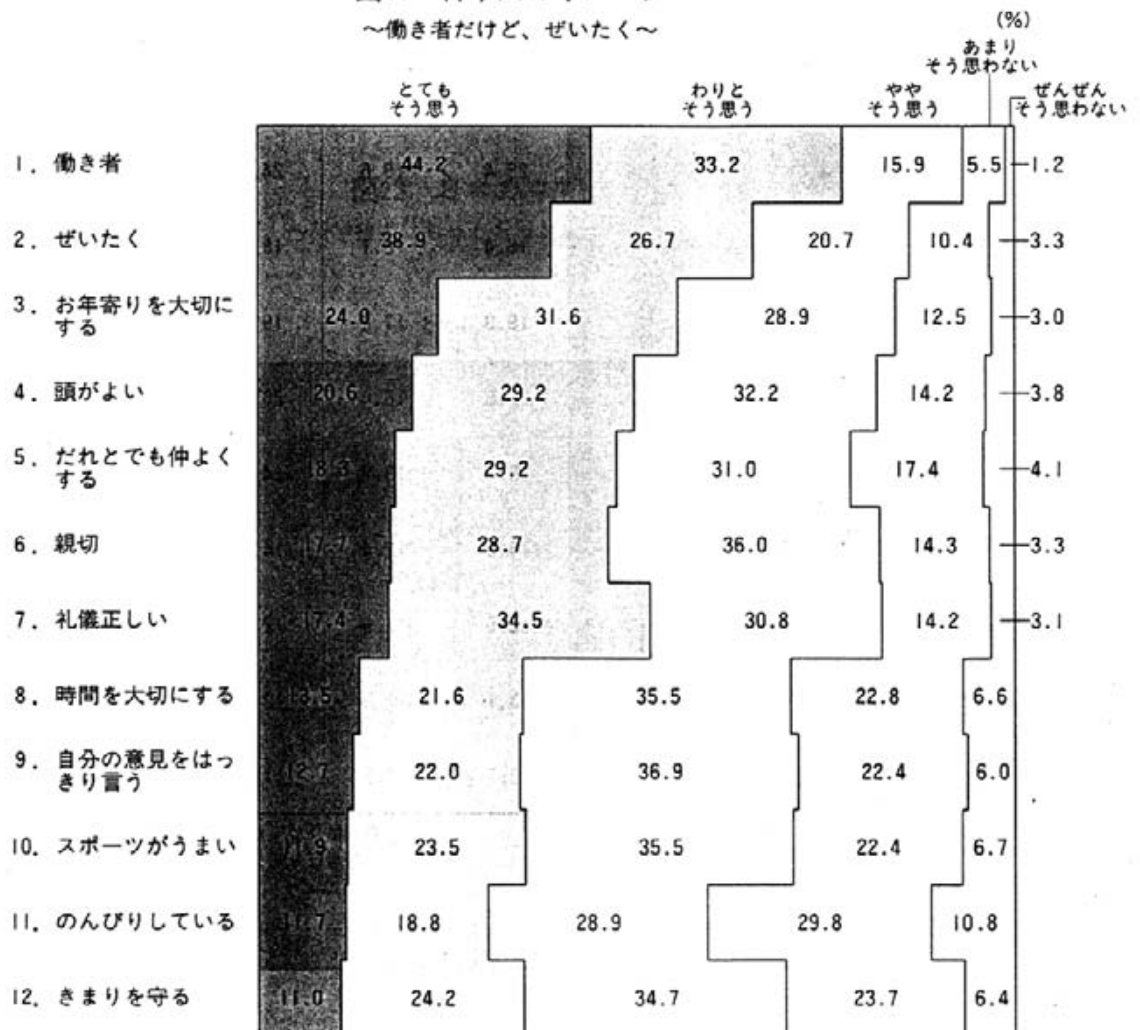 ～働き者だけど、ぜいたく～
(%)
あまり
そう思わない
とても
そう思う
わりと
そう思う
やや
そう思う
ぜんぜん
そう思わない
1. 働き者 44.2 33.2 15.9 5.5 1.2
2. ぜいたく 38.9 26.7 20.7 10.4 3.3
3. お年寄りを大切に
する 24.0 31.6 28.9 12.5 3.0
4. 頭がよい 20.6 29.2 32.2 14.2 3.8
5. だれとでも仲よく
する 18.3 29.2 31.0 17.4 4.1
6. 親切 17.7 28.7 36.0 14.3 3.3
7. 礼儀正しい 17.4 34.5 30.8 14.2 3.1
8. 時間を大切にする 13.5 21.6 35.5 22.8 6.6
9. 自分の意見をはっ
きり言う 12.7 22.0 36.9 22.4 6.0
10. スポーツがうまい 11.9 23.5 35.5 22.4 6.7
11. のんびりしている 11.7 18.8 28.9 29.8 10.8
12. きまりを守る 11.0 24.2 34.7 23.7 6.4